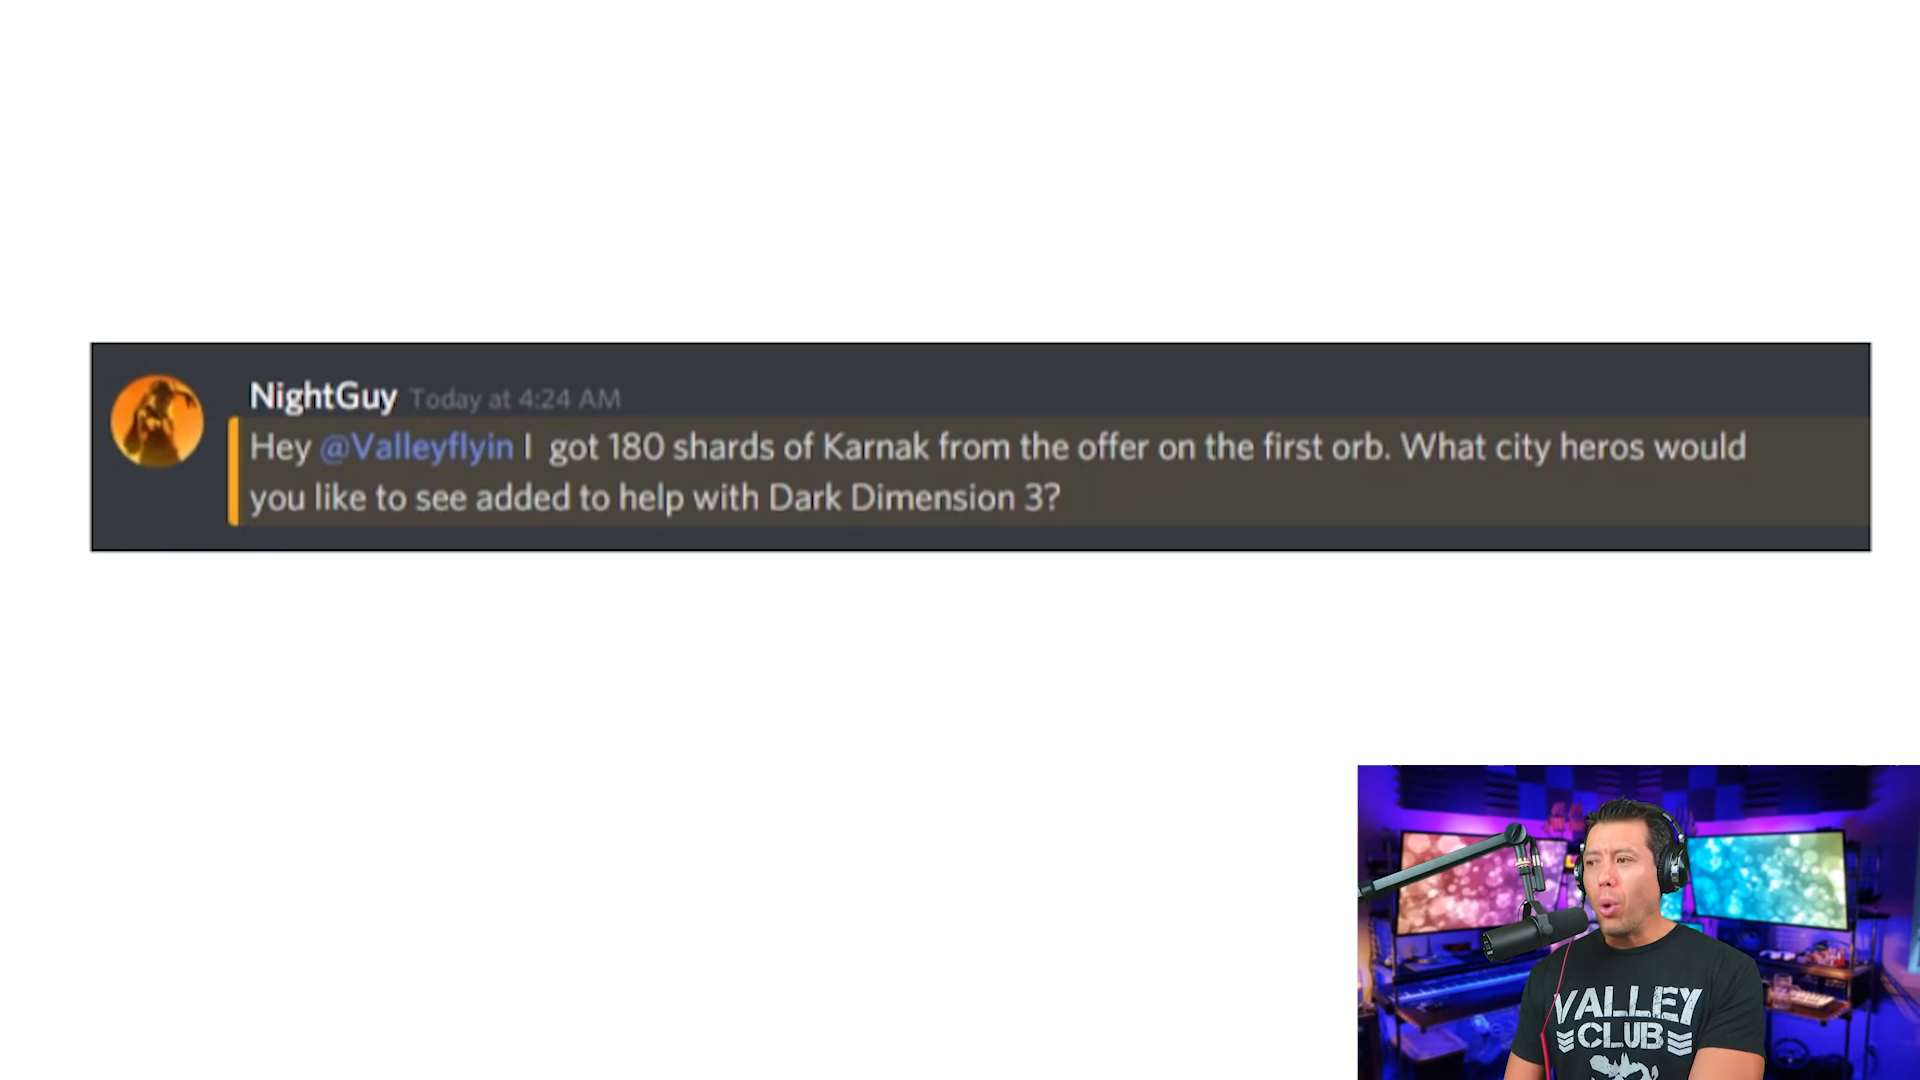 NightGuy Today at 4:24 AM
Hey @Valleyflyin I got 180 shards of Karnak from the offer on the first orb. What city heros would
you like to see added to help with Dark Dimension 3?
VALLEY
CLUB